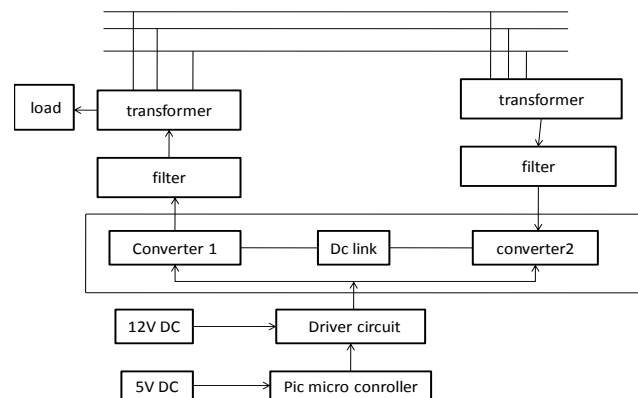 load
transformer
transformer
filter
filter
Converter 1
Dc link
converter2
12V DC
Driver circuit
5V DC
Pic micro conroller